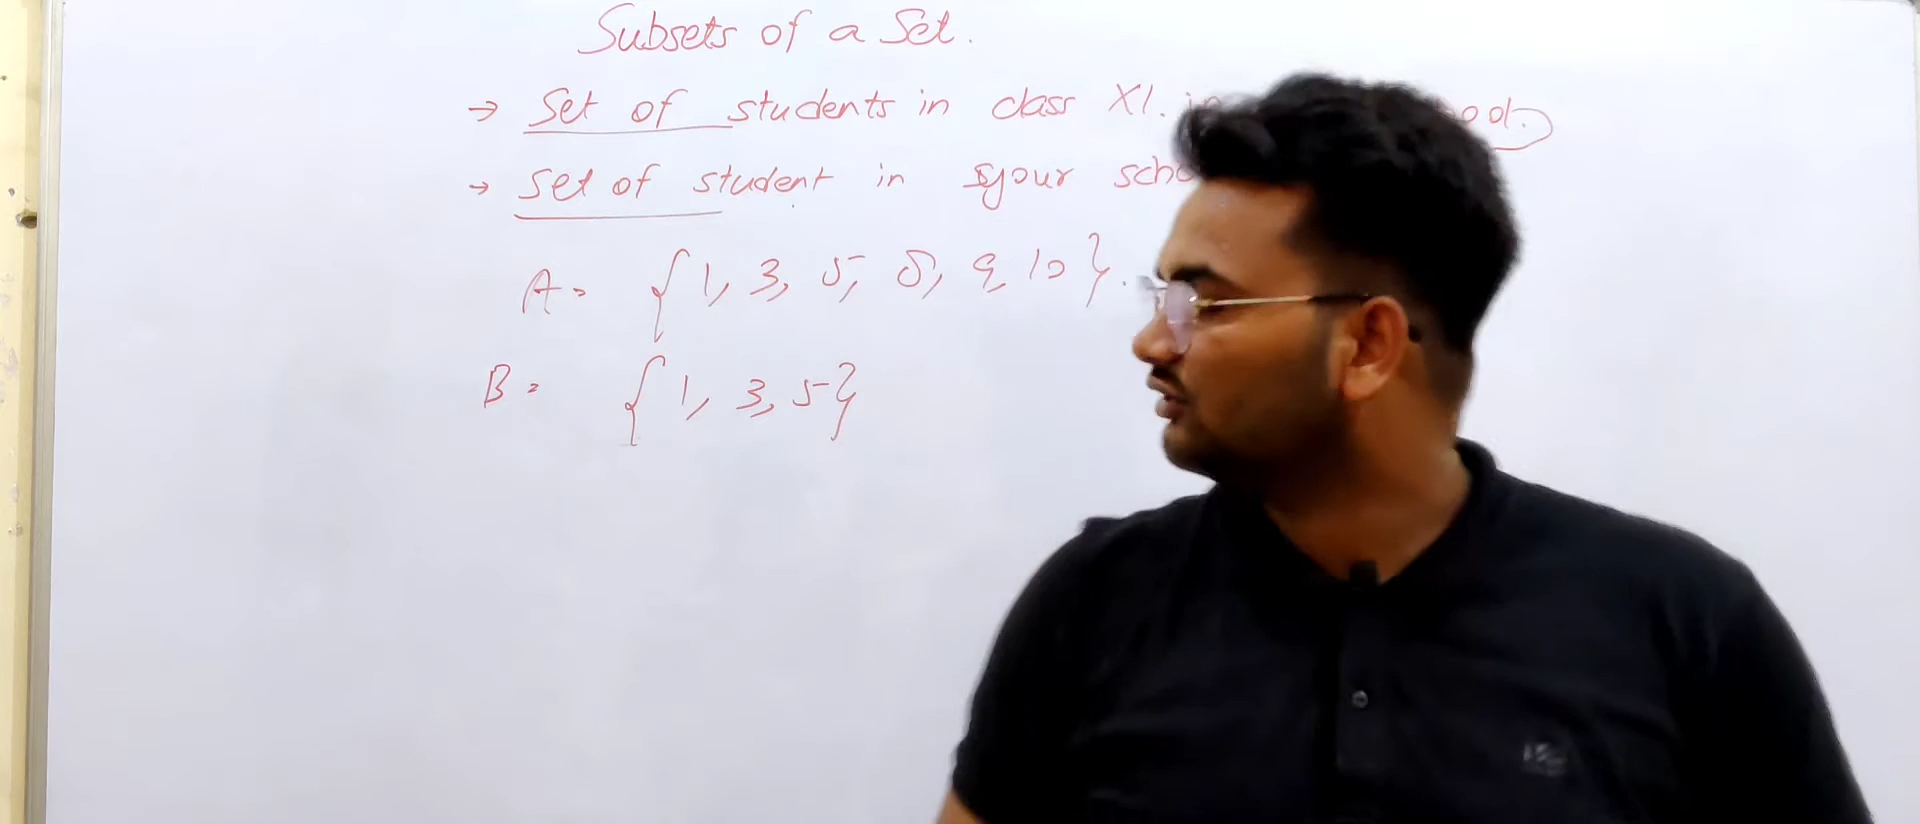 Subsets of a Set.
→ Set of students in class XI. in
→ Set of student in your
A = { 1, 3, 5, 8, 9, 10 }.
B = { 1, 3, 5 }